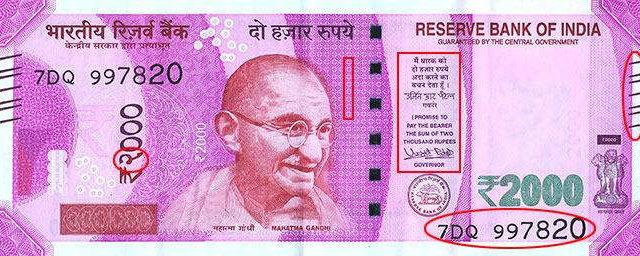 भारतीय रिज़र्व बैंक
केन्द्रीय सरकार द्वारा प्रत्याभूत
दो हज़ार रुपये
RESERVE BANK OF INDIA
GUARANTEED BY THE CENTRAL GOVERNMENT
7DQ 997820
₹2000
₹2000
मैं धारक को
दो हज़ार रुपये
अदा करने का
वचन देता हूँ ।
गवर्नर
I PROMISE TO
PAY THE BEARER
THE SUM OF TWO
THOUSAND RUPEES
GOVERNOR
₹2000
7DQ 997820
महात्मा गांधी MAHATMA GANDHI